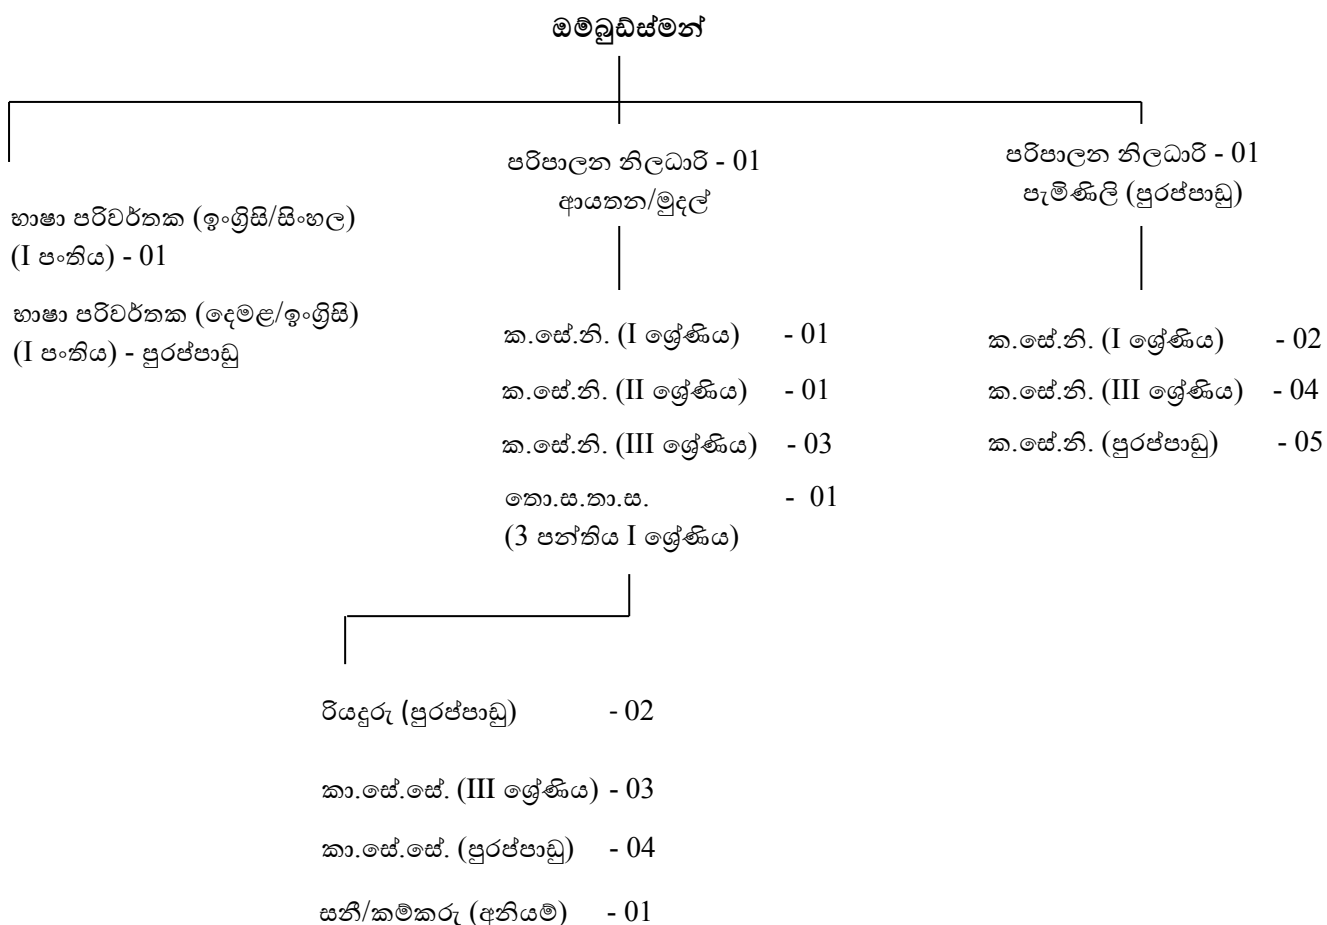 ඔම්බුඩ්ස්මන්
භාෂා පරිවර්තක (ඉංග්‍රිසි/සිංහල)
(I පංතිය) - 01
භාෂා පරිවර්තක (දෙමළ/ඉංග්‍රිසි)
(I පංතිය) - පුරප්පාඩු
පරිපාලන නිලධාරි - 01
ආයතන/මුදල්
ක.සේ.නි. (I ශ්‍රේණිය) - 01
ක.සේ.නි. (II ශ්‍රේණිය) - 01
ක.සේ.නි. (III ශ්‍රේණිය) - 03
තො.ස.තා.ස. - 01
(3 පන්තිය I ශ්‍රේණිය)
රියදුරු (පුරප්පාඩු) - 02
කා.සේ.සේ. (III ශ්‍රේණිය) - 03
කා.සේ.සේ. (පුරප්පාඩු) - 04
සනී/කම්කරු (අනියම්) - 01
පරිපාලන නිලධාරි - 01
පැමිණිලි (පුරප්පාඩු)
ක.සේ.නි. (I ශ්‍රේණිය) - 02
ක.සේ.නි. (III ශ්‍රේණිය) - 04
ක.සේ.නි. (පුරප්පාඩු) - 05